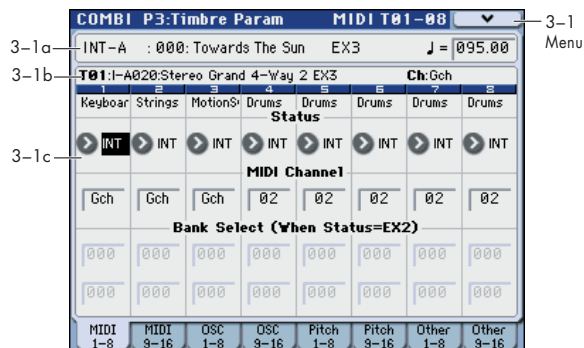 COMBI P3:Timbre Param MIDI T01-08
3-1
Menu
3-1a
INT-A :000:Towards The Sun EX3 ♩= 095.00
3-1b
T01:I-A020:Stereo Grand 4-Way 2 EX3 Ch:Gch
1 2 3 4 5 6 7 8
Keyboar Strings MotionS Drums Drums Drums Drums Drums
Status
3-1c
INT INT INT INT INT INT INT INT
MIDI Channel
Gch Gch Gch 02 02 02 02 02
Bank Select (When Status=EX2)
000 000 000 000 000 000 000 000
000 000 000 000 000 000 000 000
MIDI 1-8 MIDI 9-16 OSC 1-8 OSC 9-16 Pitch 1-8 Pitch 9-16 Other 1-8 Other 9-16